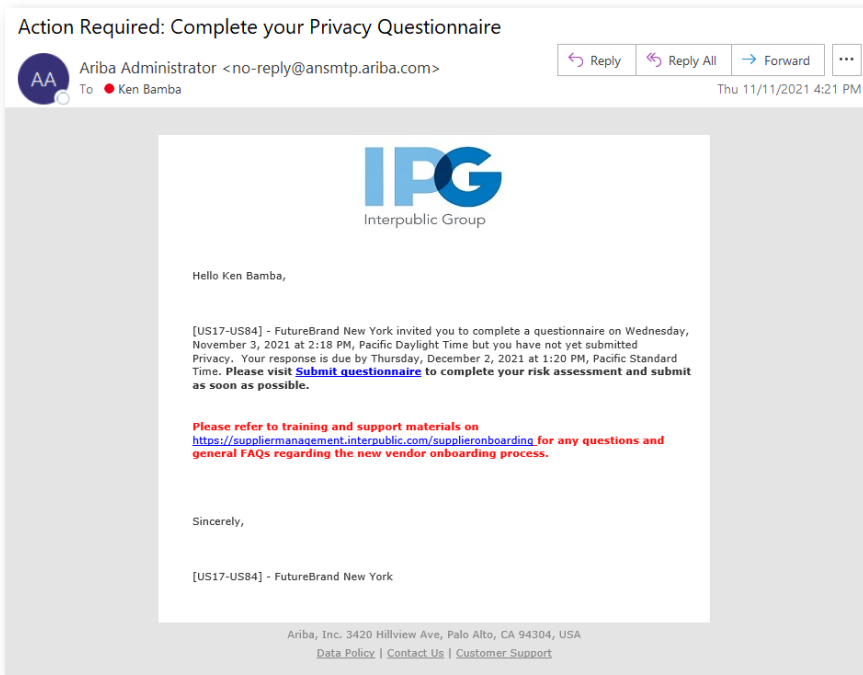 Action Required: Complete your Privacy Questionnaire
AA
Ariba Administrator <no-reply@ansmtp.ariba.com>
To Ken Bamba
Reply
Reply All
Forward
Thu 11/11/2021 4:21 PM
IPG
Interpublic Group
Hello Ken Bamba,
[US17-US84] - FutureBrand New York invited you to complete a questionnaire on Wednesday,
November 3, 2021 at 2:18 PM, Pacific Daylight Time but you have not yet submitted
Privacy. Your response is due by Thursday, December 2, 2021 at 1:20 PM, Pacific Standard
Time. Please visit Submit questionnaire to complete your risk assessment and submit
as soon as possible.
Please refer to training and support materials on
https://suppliermanagement.interpublic.com/supplieronboarding for any questions and
general FAQs regarding the new vendor onboarding process.
Sincerely,
[US17-US84] - FutureBrand New York
Ariba, Inc. 3420 Hillview Ave, Palo Alto, CA 94304, USA
Data Policy | Contact Us | Customer Support